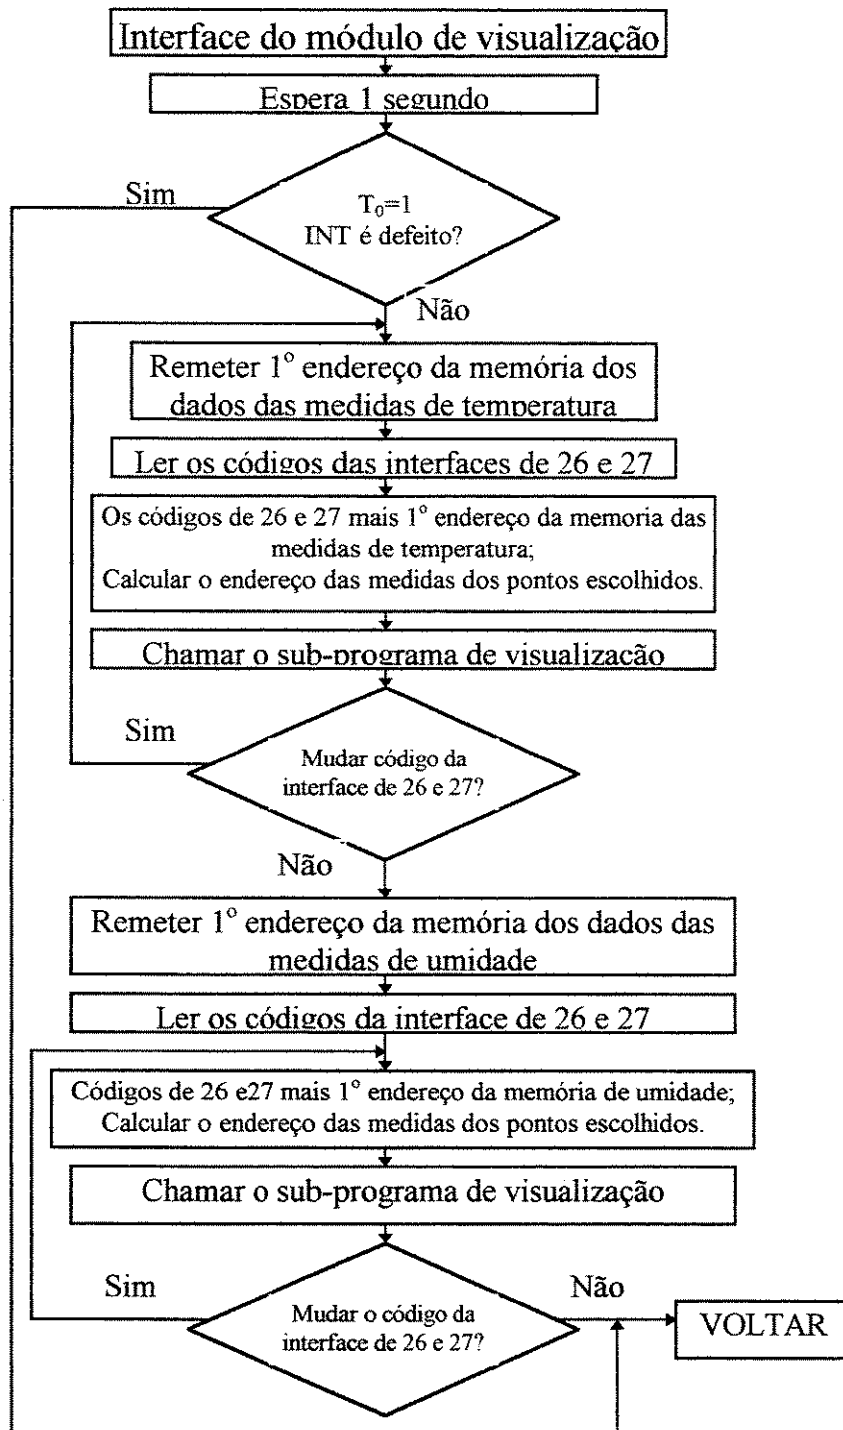 Interface do módulo de visualização
Espera 1 segundo
Sim
T₀=1
INT é defeito?
Não
Remeter 1º endereço da memória dos
dados das medidas de temperatura
Ler os códigos das interfaces de 26 e 27
Os códigos de 26 e 27 mais 1º endereço da memoria das
medidas de temperatura;
Calcular o endereço das medidas dos pontos escolhidos.
Chamar o sub-programa de visualização
Sim
Mudar código da
interface de 26 e 27?
Não
Remeter 1º endereço da memória dos dados das
medidas de umidade
Ler os códigos da interface de 26 e 27
Códigos de 26 e27 mais 1º endereço da memória de umidade;
Calcular o endereço das medidas dos pontos escolhidos.
Chamar o sub-programa de visualização
Sim
Não
Mudar o código da
interface de 26 e 27?
VOLTAR